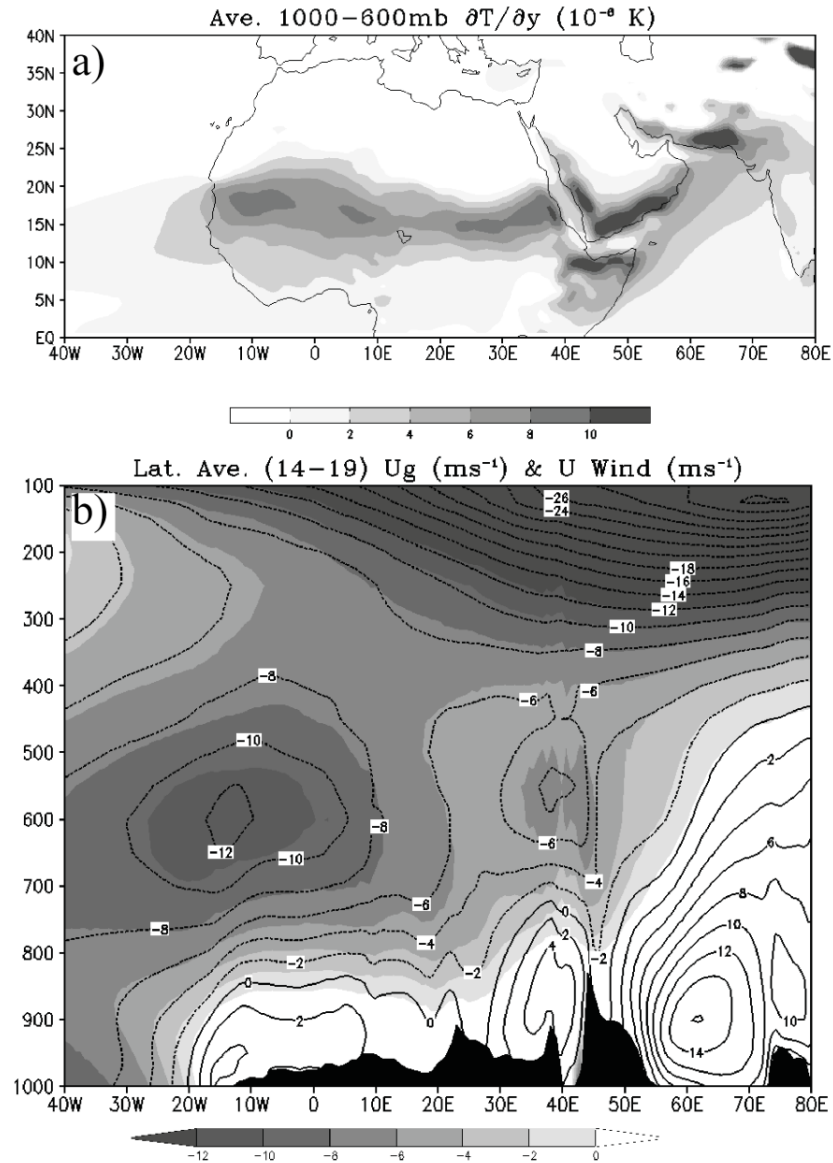 Ave. 1000–600mb ∂T/∂y (10⁻⁶ K)
a)
40N
35N
30N
25N
20N
15N
10N
5N
EQ
40W 30W 20W 10W 0 10E 20E 30E 40E 50E 60E 70E 80E
0 2 4 6 8 10
Lat. Ave. (14–19) Ug (ms⁻¹) & U Wind (ms⁻¹)
b)
100
200
300
400
500
600
700
800
900
1000
-26
-24
-18
-16
-14
-12
-10
-8
-8
-6
-6
-10
-8
-12
-10
-6
-4
-8
-6
-4
-2
-2
-2
0
2
0
0
2
4
2
6
8
10
12
14
10
40W 30W 20W 10W 0 10E 20E 30E 40E 50E 60E 70E 80E
-12 -10 -8 -6 -4 -2 0